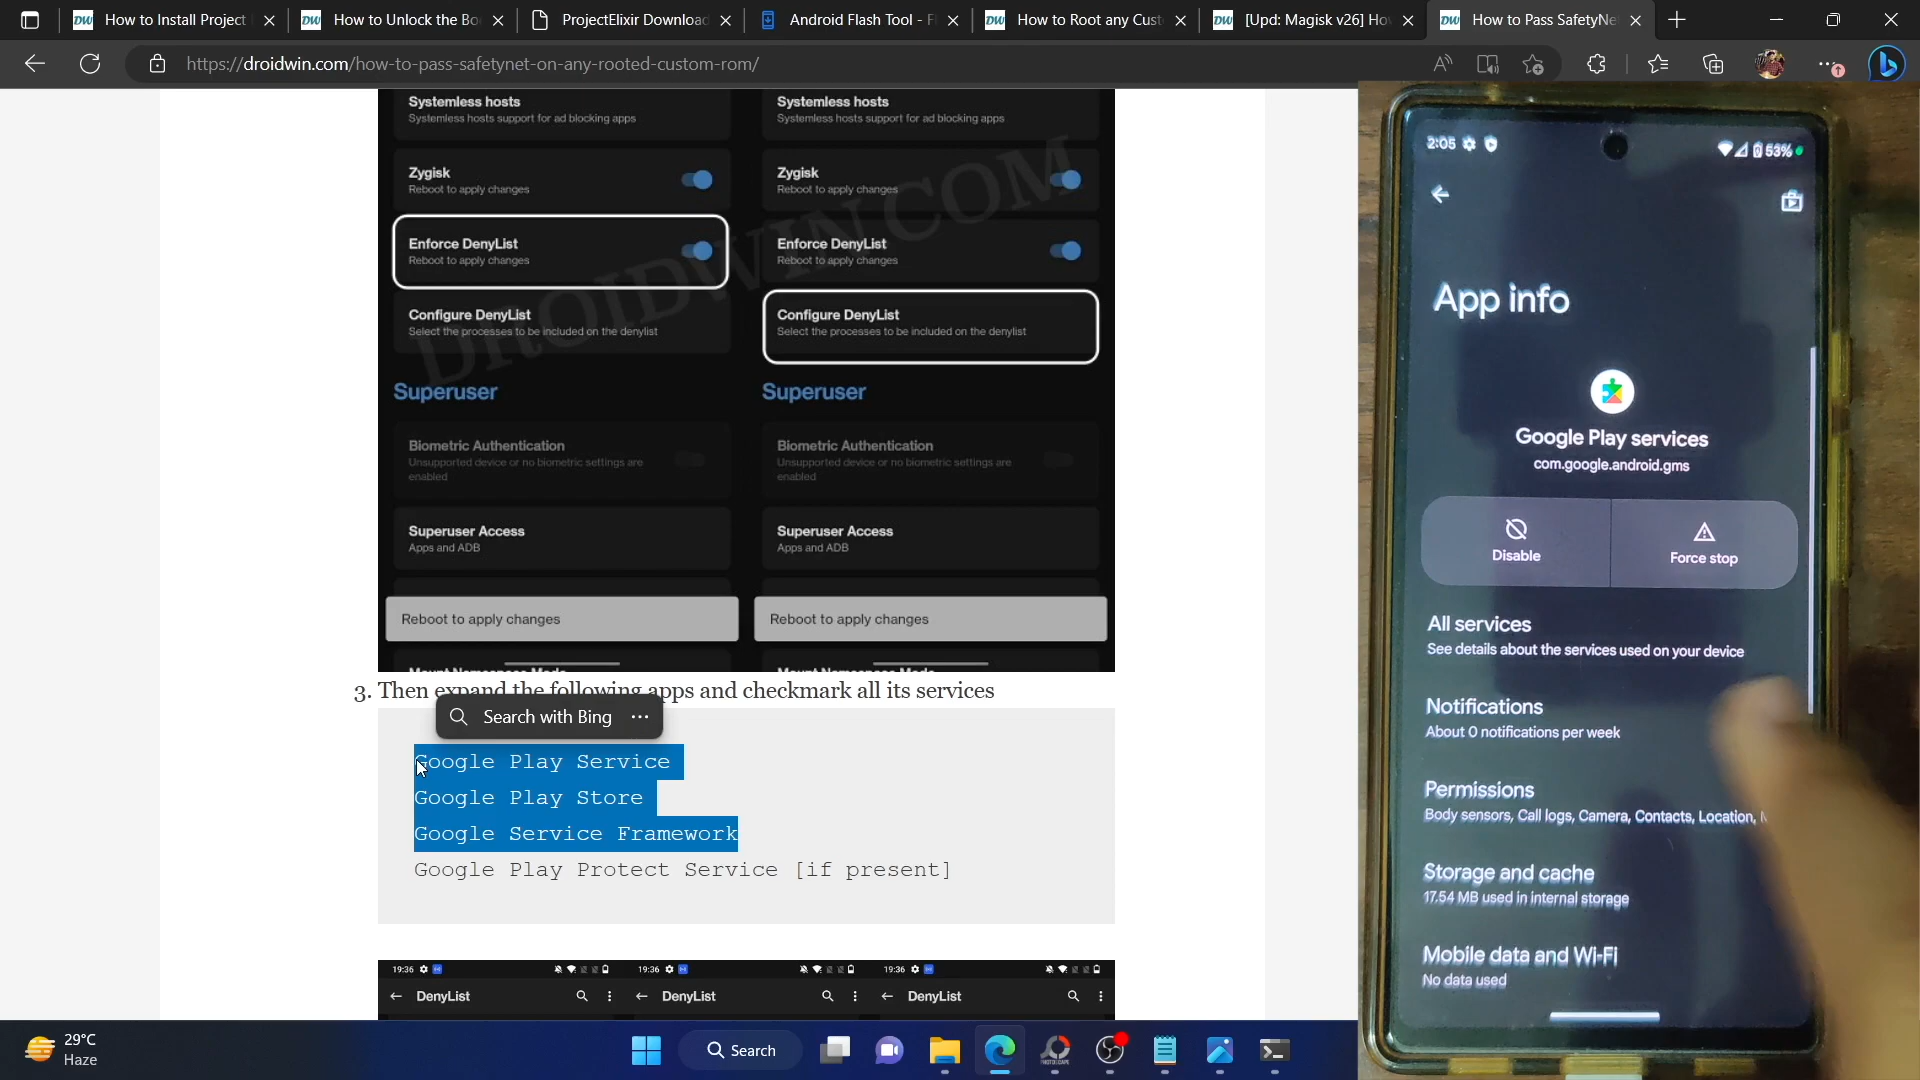 How to Install Project
How to Unlock the Bo
ProjectElixir Download
Android Flash Tool - F
How to Root any Cust
[Upd: Magisk v26] Ho
How to Pass SafetyNe
https://droidwin.com/how-to-pass-safetynet-on-any-rooted-custom-rom/
Systemless hosts
Systemless hosts support for ad blocking apps
Zygisk
Reboot to apply changes
Enforce DenyList
Reboot to apply changes
Configure DenyList
Select the processes to be included on the denylist
Superuser
Biometric Authentication
Unsupported device or no biometric settings are
enabled
Superuser Access
Apps and ADB
Reboot to apply changes
Mount Namespace Mode
Systemless hosts
Systemless hosts support for ad blocking apps
Zygisk
Reboot to apply changes
Enforce DenyList
Reboot to apply changes
Configure DenyList
Select the processes to be included on the denylist
Superuser
Biometric Authentication
Unsupported device or no biometric settings are
enabled
Superuser Access
Apps and ADB
Reboot to apply changes
Mount Namespace Mode
DROIDWIN.COM
3. Then expand the following apps and checkmark all its services
Search with Bing
Google Play Service
Google Play Store
Google Service Framework
Google Play Protect Service [if present]
19:36
DenyList
19:36
DenyList
19:36
DenyList
2:05
53%
App info
Google Play services
com.google.android.gms
Disable
Force stop
All services
See details about the services used on your device
Notifications
About 0 notifications per week
Permissions
Body sensors, Call logs, Camera, Contacts, Location,
Storage and cache
17.54 MB used in internal storage
Mobile data and Wi-Fi
No data used
29°C
Haze
Search